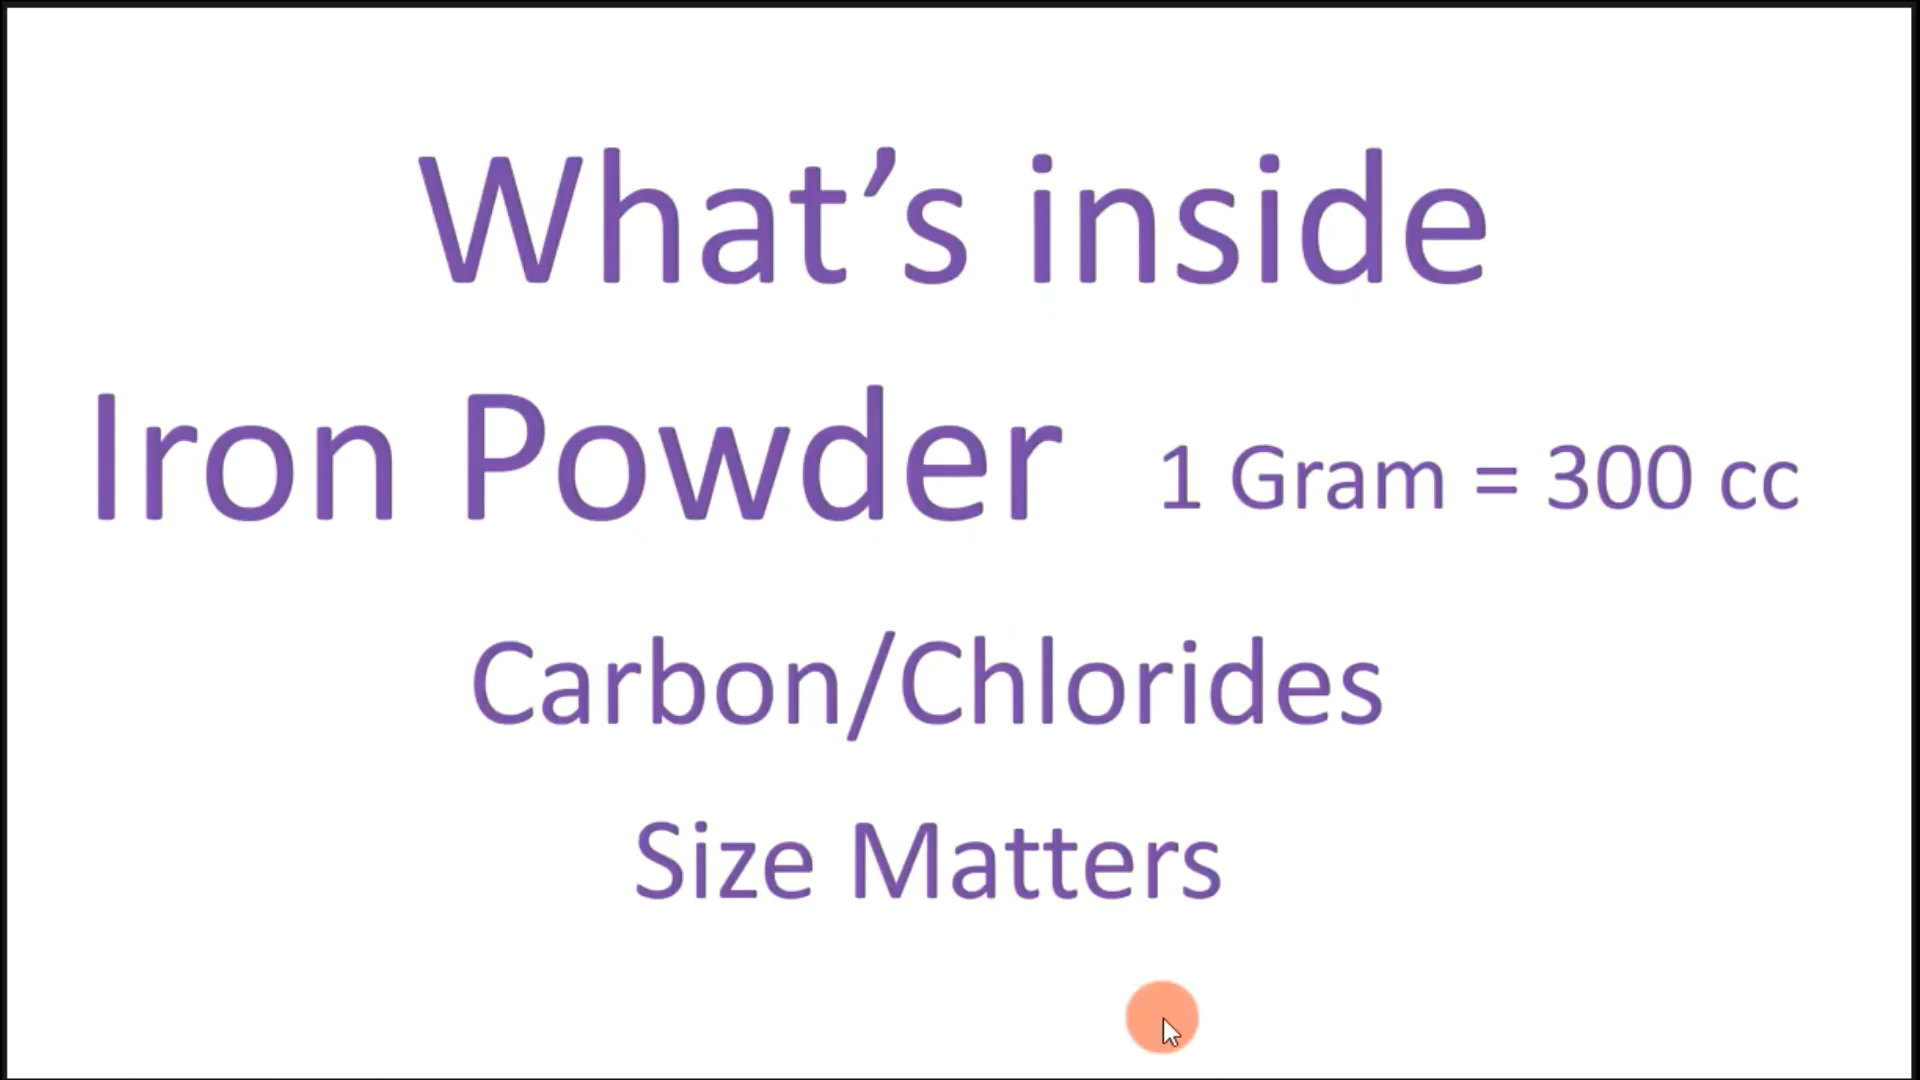 What’s inside
Iron Powder 1 Gram = 300 cc
Carbon/Chlorides
Size Matters